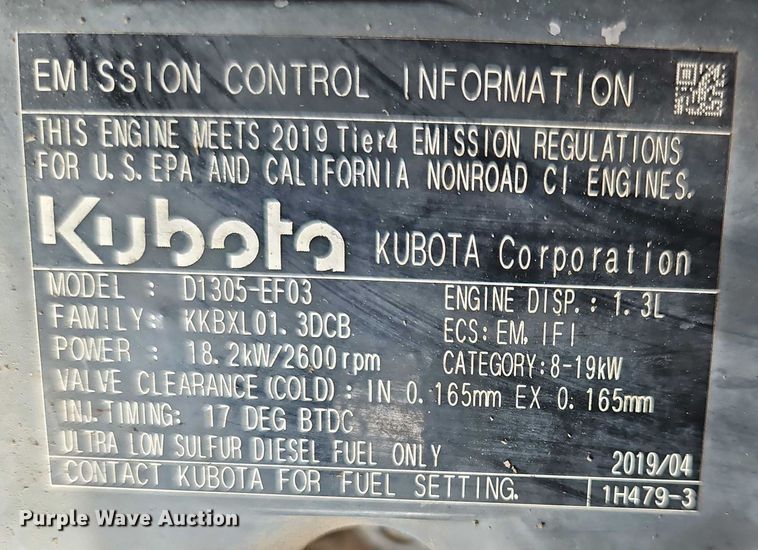 EMISSION CONTROL INFORMATION
THIS ENGINE MEETS 2019 Tier4 EMISSION REGULATIONS
FOR U.S. EPA AND CALIFORNIA NONROAD CI ENGINES.
Kubota KUBOTA Corporation
MODEL : D1305-EF03 ENGINE DISP.: 1.3L
FAMILY: KKBXL01.3DCB ECS: EM, IFI
POWER : 18.2kW/2600rpm CATEGORY:8-19kW
VALVE CLEARANCE(COLD): IN 0.165mm EX 0.165mm
INJ.TIMING: 17 DEG BTDC
ULTRA LOW SULFUR DIESEL FUEL ONLY 2019/04
CONTACT KUBOTA FOR FUEL SETTING. 1H479-3
Purple Wave Auction